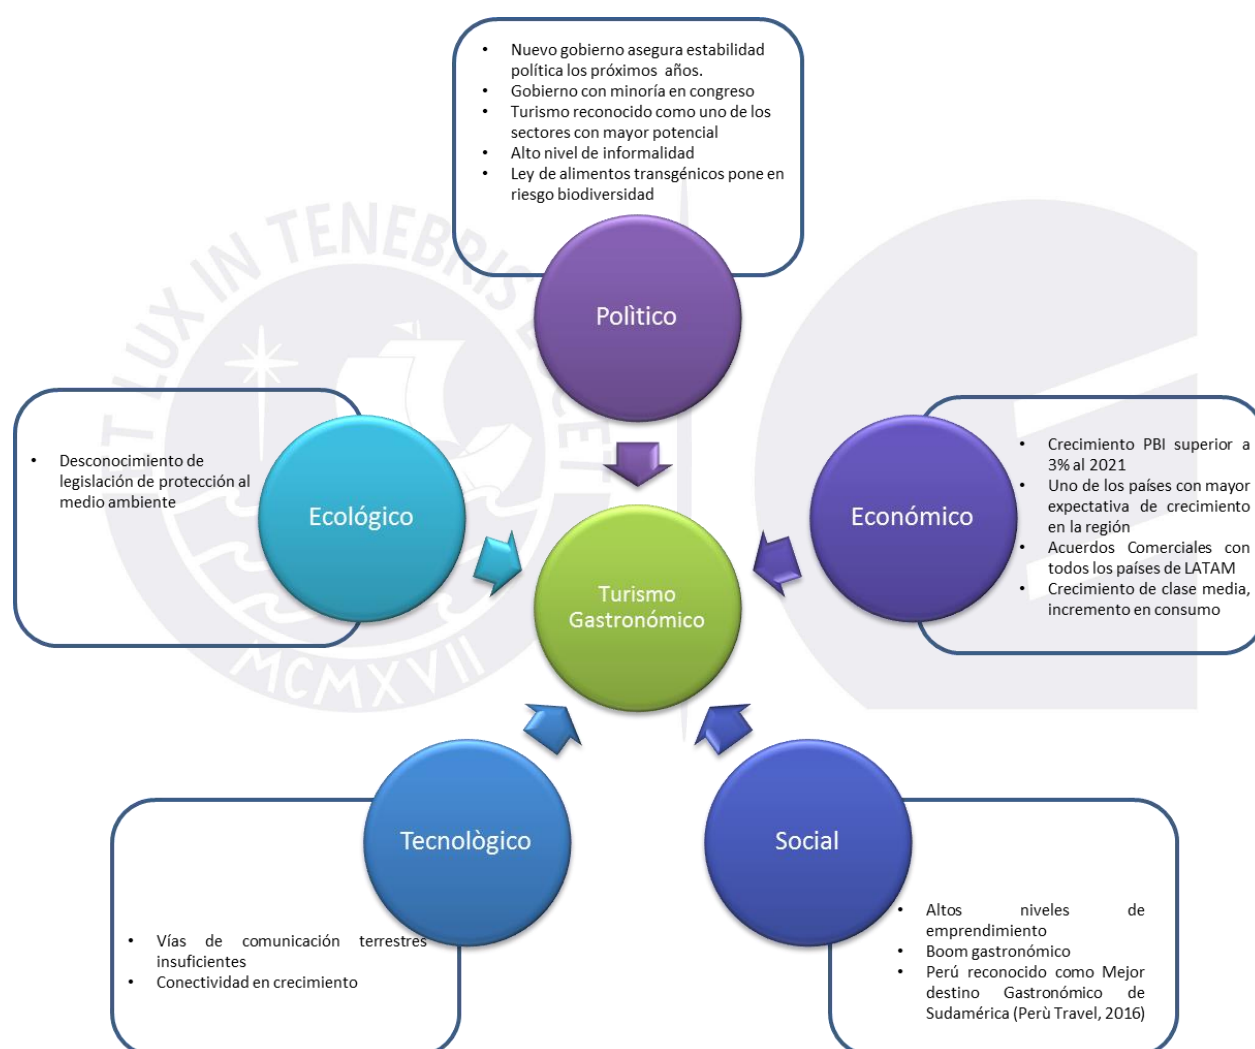 • Nuevo gobierno asegura estabilidad
política los próximos años.
• Gobierno con minoría en congreso
• Turismo reconocido como uno de los
sectores con mayor potencial
• Alto nivel de informalidad
• Ley de alimentos transgénicos pone en
riesgo biodiversidad
Polìtico
• Desconocimiento de
legislación de protección al
medio ambiente
Ecológico
Económico
• Crecimiento PBI superior a
3% al 2021
• Uno de los países con mayor
expectativa de crecimiento
en la región
• Acuerdos Comerciales con
todos los países de LATAM
• Crecimiento de clase media,
incremento en consumo
Turismo
Gastronómico
Tecnològico
• Vías de comunicación terrestres
insuficientes
• Conectividad en crecimiento
Social
• Altos niveles de
emprendimiento
• Boom gastronómico
• Perú reconocido como Mejor
destino Gastronómico de
Sudamérica (Perù Travel, 2016)
LUX IN TENEBRIS
MCMXVII